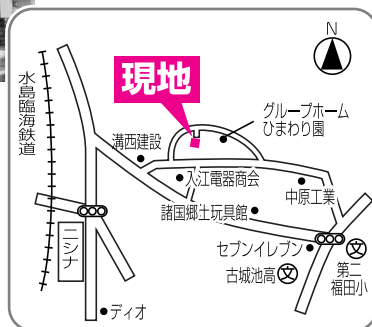 N
現地
水島臨海鉄道
グループホーム
ひまわり園
溝西建設
入江電器商会
中原工業
諸国郷土玩具館
セブンイレブン
ニシナ
古城池高
文
文
第二
福田小
ディオ